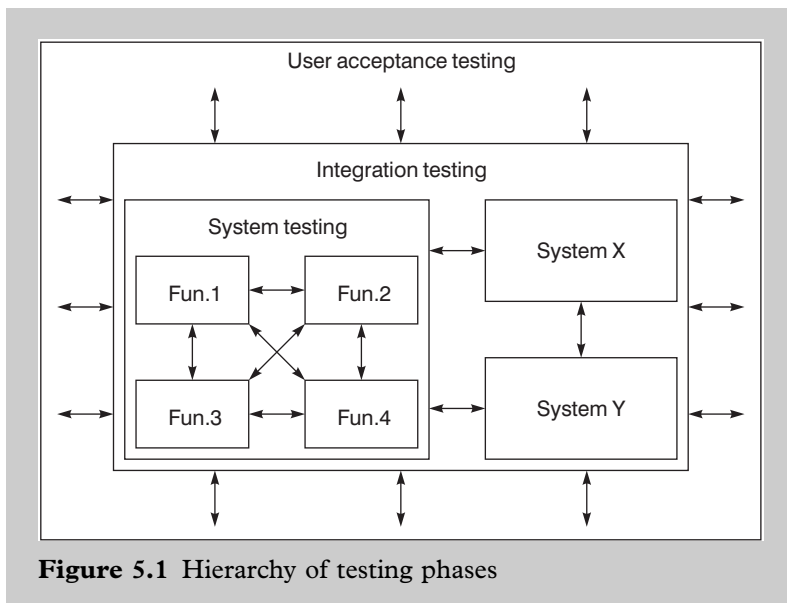 User acceptance testing
Integration testing
System testing
System X
Fun.1
Fun.2
Fun.3
Fun.4
System Y
Figure 5.1 Hierarchy of testing phases